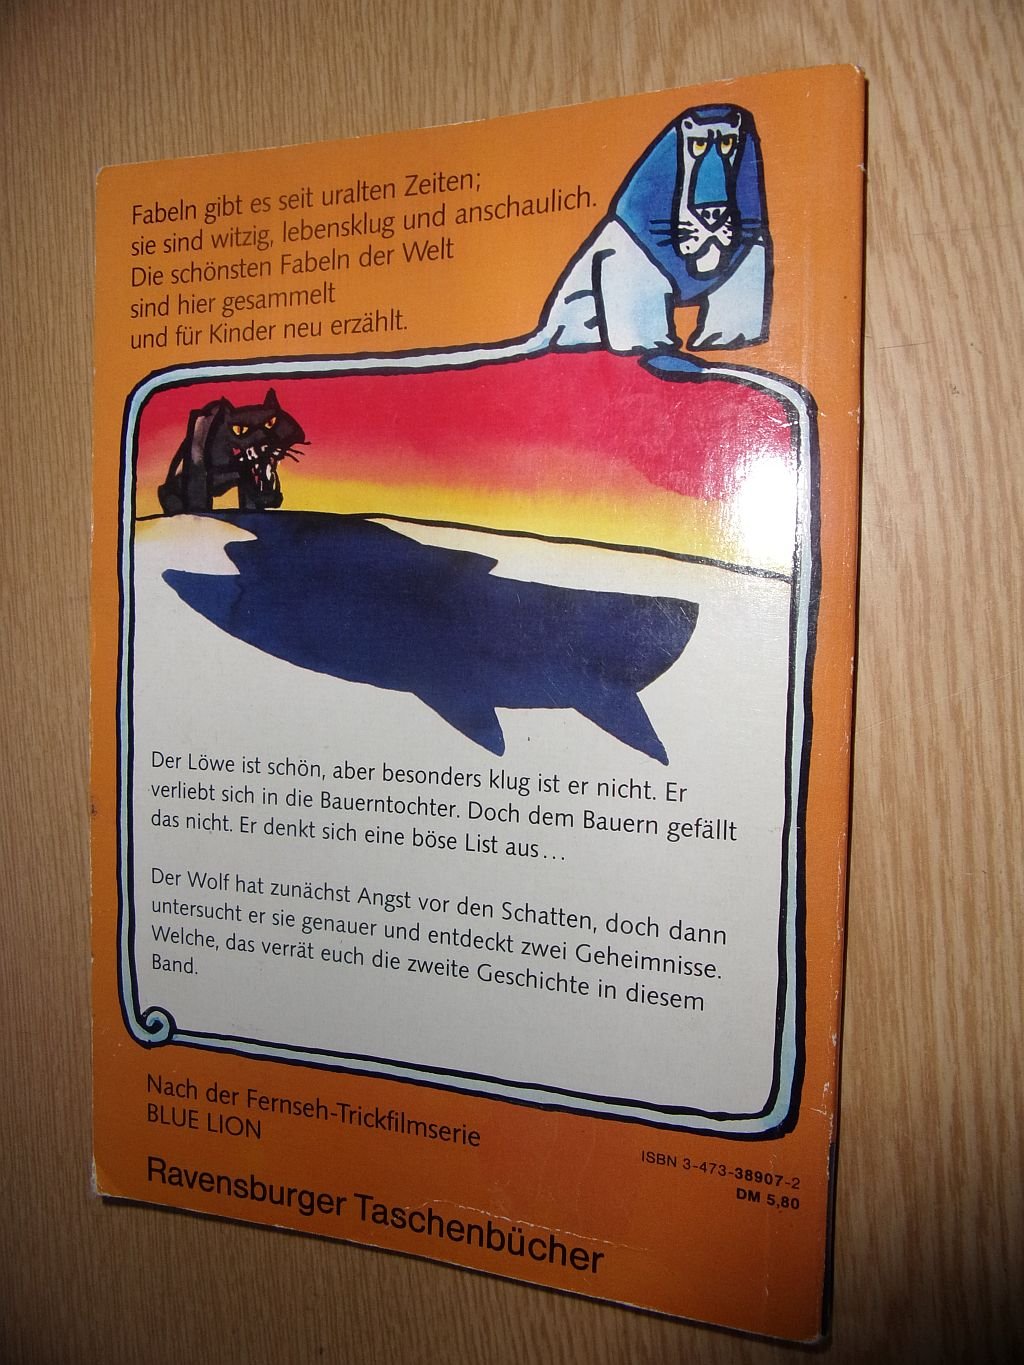 Fabeln gibt es seit uralten Zeiten;
sie sind witzig, lebensklug und anschaulich.
Die schönsten Fabeln der Welt
sind hier gesammelt
und für Kinder neu erzählt.
Der Löwe ist schön, aber besonders klug ist er nicht. Er
verliebt sich in die Bauerntochter. Doch dem Bauern gefällt
das nicht. Er denkt sich eine böse List aus...
Der Wolf hat zunächst Angst vor den Schatten, doch dann
untersucht er sie genauer und entdeckt zwei Geheimnisse.
Welche, das verrät euch die zweite Geschichte in diesem
Band.
Nach der Fernseh-Trickfilmserie
BLUE LION
ISBN 3-473-38907-2
DM 5,80
Ravensburger Taschenbücher